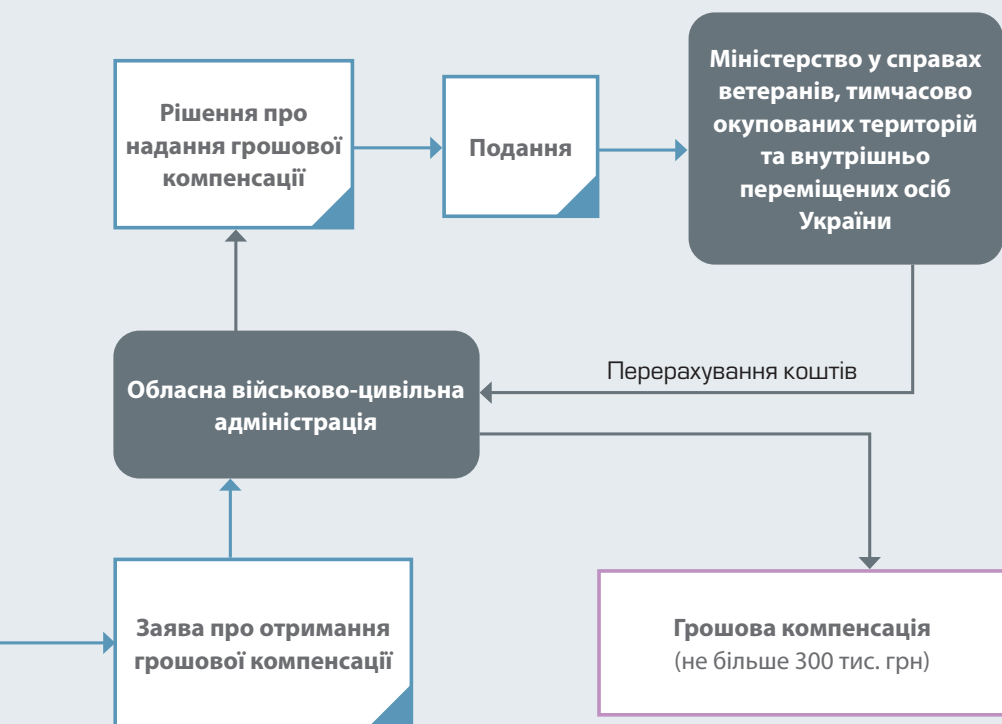 Рішення про
надання грошової
компенсації
Подання
Міністерство у справах
ветеранів, тимчасово
окупованих територій
та внутрішньо
переміщених осіб
України
Обласна військово-цивільна
адміністрація
Перерахування коштів
Заява про отримання
грошової компенсації
Грошова компенсація
(не більше 300 тис. грн)